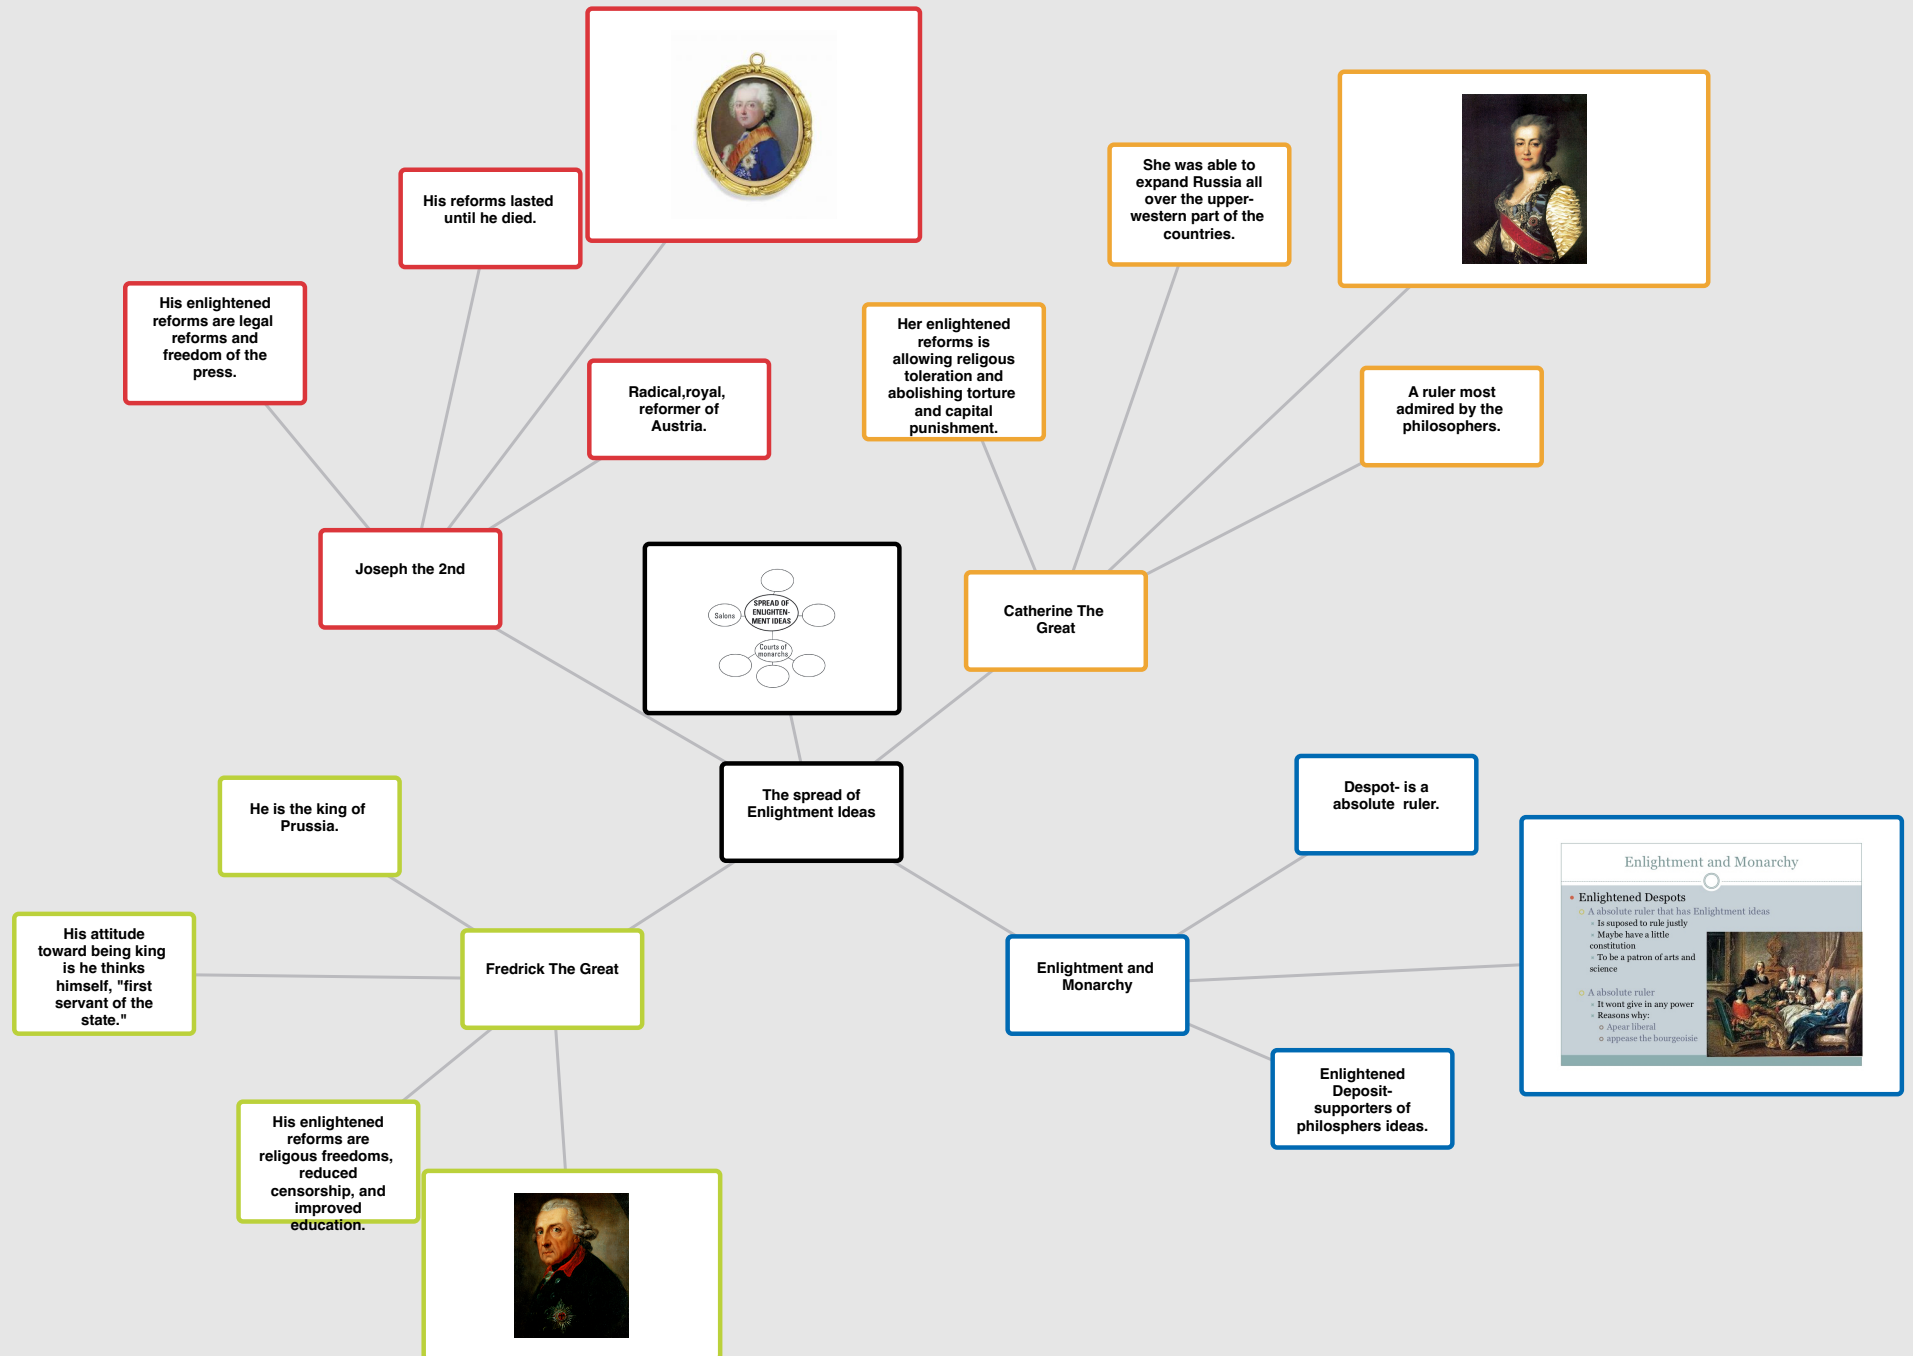 His reforms lasted
until he died.
She was able to
expand Russia all
over the upper-
western part of the
countries.
His enlightened
reforms are legal
reforms and
freedom of the
press.
Her enlightened
reforms is
allowing religous
toleration and
abolishing torture
and capital
punishment.
Radical,royal,
reformer of
Austria.
A ruler most
admired by the
philosophers.
Joseph the 2nd
SPREAD OF
ENLIGHTEN-
MENT IDEAS
Salons
Courts of
monarchs
Catherine The
Great
The spread of
Enlightment Ideas
He is the king of
Prussia.
Despot- is a
absolute ruler.
His attitude
toward being king
is he thinks
himself, "first
servant of the
state."
Fredrick The Great
Enlightment and
Monarchy
Enlightment and Monarchy
Enlightened Despots
A absolute ruler that has Enlightment ideas
Is suposed to rule justly
Maybe have a little
constitution
To be a patron of arts and
science
A absolute ruler
It wont give in any power
Reasons why:
Apear liberal
appease the bourgeoisie
Enlightened
Deposit-
supporters of
philosphers ideas.
His enlightened
reforms are
religous freedoms,
reduced
censorship, and
improved
education.